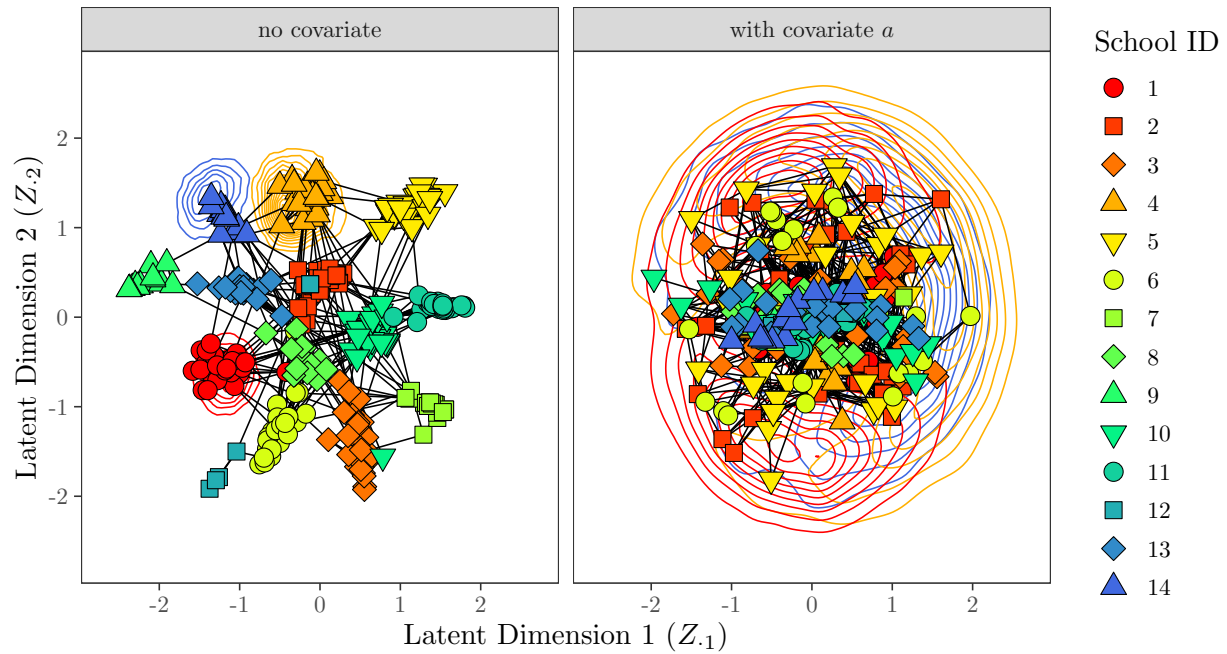 no covariate
with covariate a
School ID
1
2
3
4
5
6
7
8
9
10
11
12
13
14
Latent Dimension 2 (Z.2)
2
1
0
-1
-2
-2 -1 0 1 2
-2 -1 0 1 2
Latent Dimension 1 (Z.1)